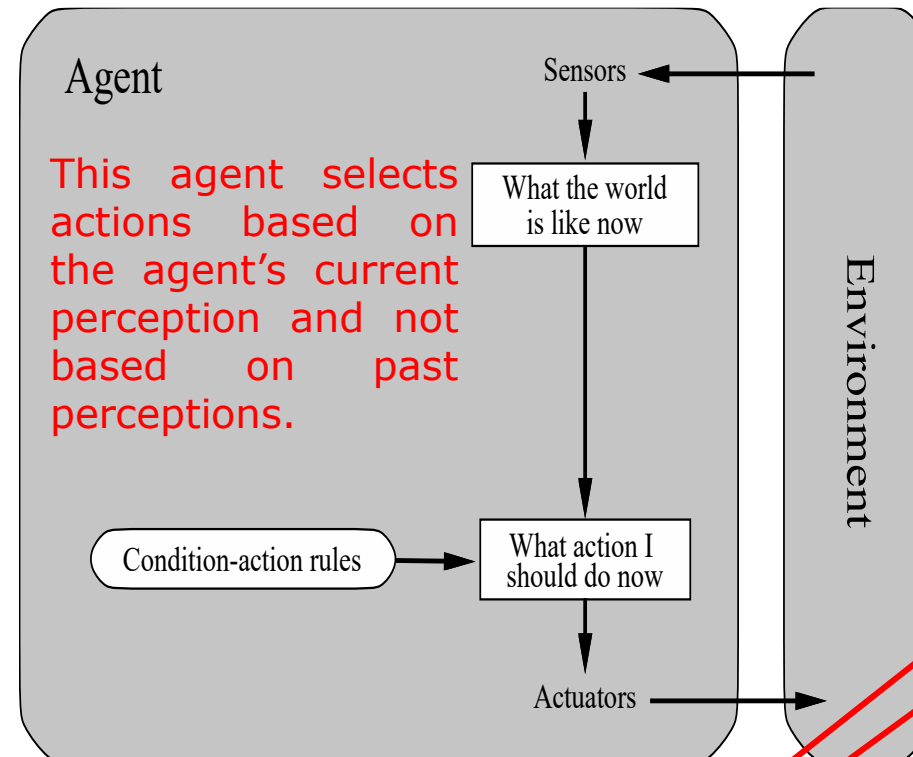 Agent
Sensors
This agent selects
actions based on
the agent’s current
perception and not
based on past
perceptions.
What the world
is like now
Environment
Condition-action rules
What action I
should do now
Actuators